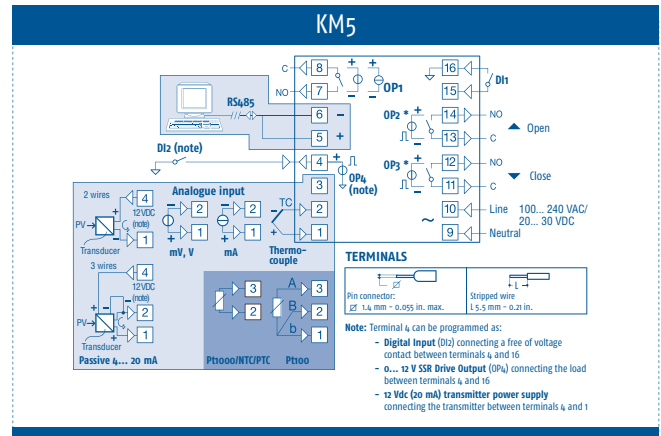 KM5
C 8 + + 16
NO 7 - - OP1 15 DI1
RS485
6 - OP2 * + 14 NO
5 + - 13 C Open
DI2 (note)
4 + OP3 * + 12 NO
- OP4 (note) - 11 C Close
3
Analogue input
2 wires 4
12VDC (note)
PV 1
Transducer
- 2 - 2 TC - 2
+ 1 + 1 + 1
mV, V mA Thermo-couple
~ 10 Line 100... 240 VAC/
20... 30 VDC
9 Neutral
3 wires 4
12VDC (note)
PV 2
1
Transducer
Passive 4... 20 mA
3
2
Pt1000/NTC/PTC
A 3
B 2
b 1
Pt100
TERMINALS
Pin connector:
⌀ 1.4 mm - 0.055 in. max.
L
Stripped wire
L 5.5 mm - 0.21 in.
Note: Terminal 4 can be programmed as:
- Digital Input (DI2) connecting a free of voltage
contact between terminals 4 and 16
- 0... 12 V SSR Drive Output (OP4) connecting the load
between terminals 4 and 16
- 12 Vdc (20 mA) transmitter power supply
connecting the transmitter between terminals 4 and 1